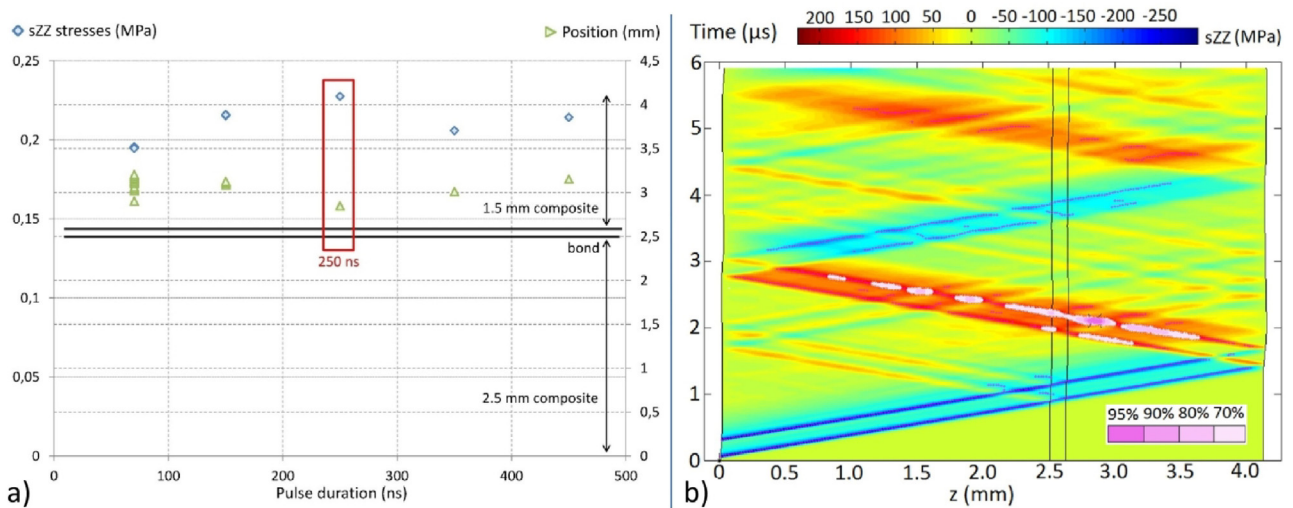 sZZ stresses (MPa)
Position (mm)
0,25
0,2
0,15
0,1
0,05
0
4,5
4
3,5
3
2,5
2
1,5
1
0,5
0
1.5 mm composite
bond
250 ns
2.5 mm composite
0 100 200 300 400 500
Pulse duration (ns)
a)
Time (µs)
200 150 100 50 0 -50 -100 -150 -200 -250
sZZ (MPa)
6
5
4
3
2
1
0
95% 90% 80% 70%
0 0.5 1.0 1.5 2.0 2.5 3.0 3.5 4.0
z (mm)
b)